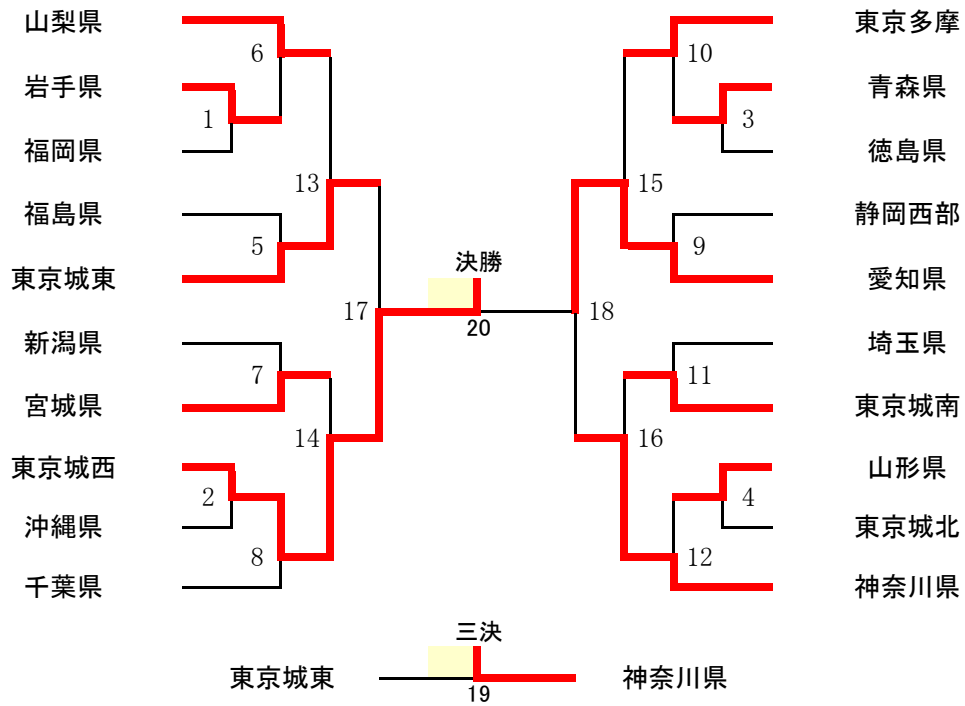 山梨県
東京多摩
6
10
岩手県
青森県
1
3
福岡県
徳島県
13
15
福島県
静岡西部
5
9
東京城東
決勝
愛知県
17
18
20
新潟県
埼玉県
7
11
宮城県
東京城南
14
16
東京城西
山形県
2
4
沖縄県
東京城北
8
12
千葉県
神奈川県
三決
東京城東
神奈川県
19